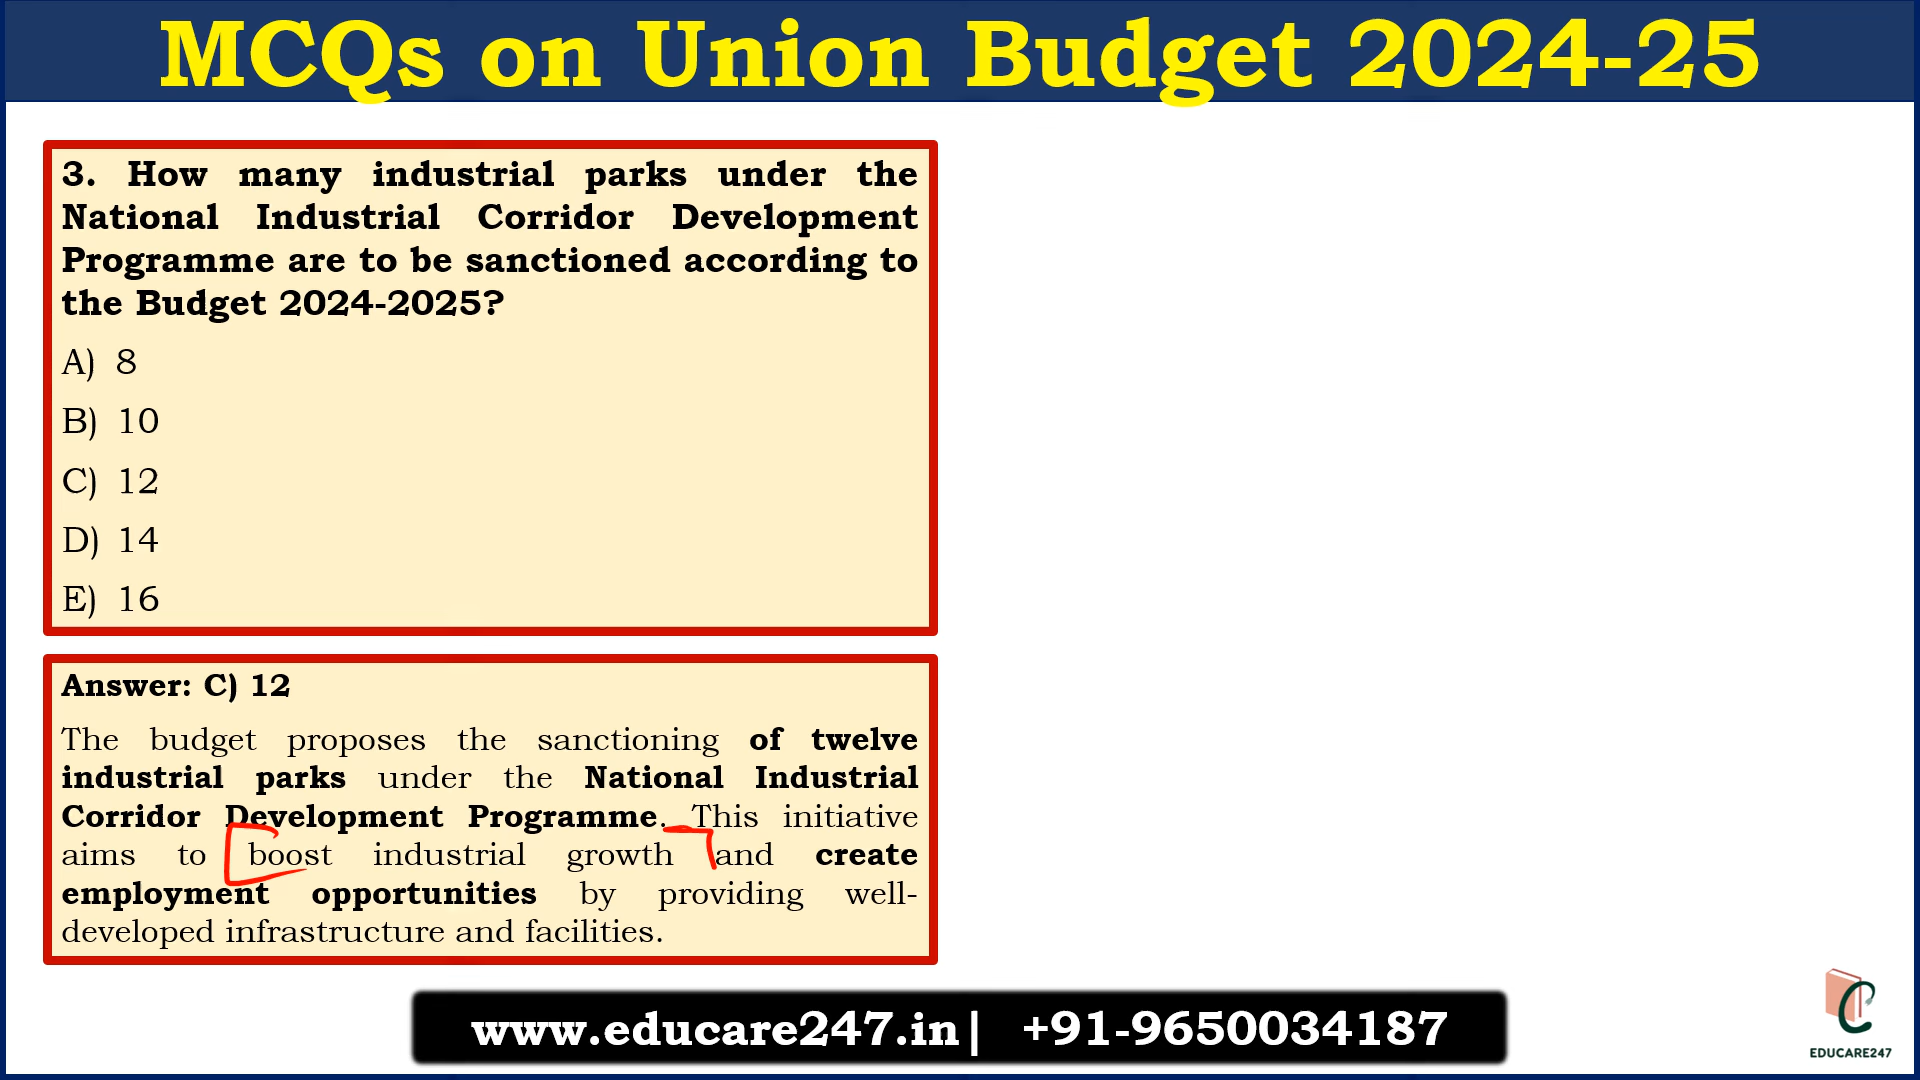 MCQs on Union Budget 2024-25
3. How many industrial parks under the
National Industrial Corridor Development
Programme are to be sanctioned according to
the Budget 2024-2025?
A) 8
B) 10
C) 12
D) 14
E) 16
Answer: C) 12
The budget proposes the sanctioning of twelve
industrial parks under the National Industrial
Corridor Development Programme. This initiative
aims to boost industrial growth and create
employment opportunities by providing well-
developed infrastructure and facilities.
www.educare247.in| +91-9650034187
EDUCARE247